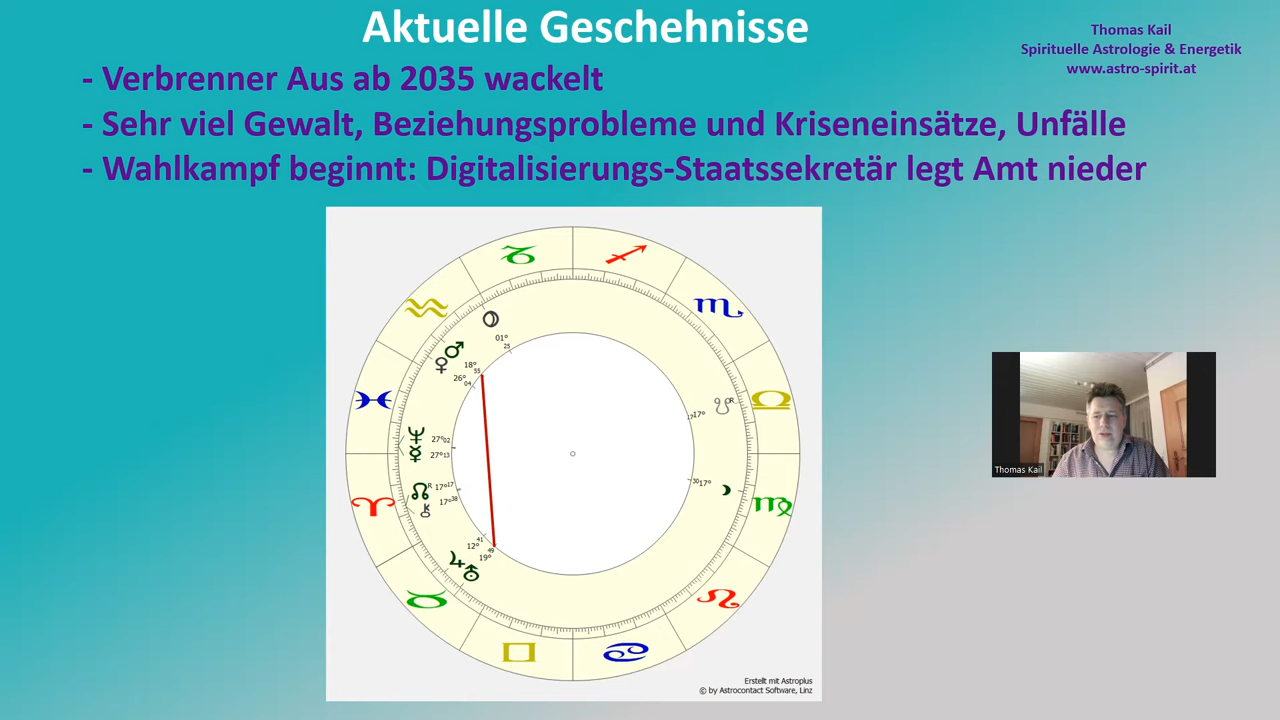 Aktuelle Geschehnisse
Thomas Kail
Spirituelle Astrologie & Energetik
www.astro-spirit.at
- Verbrenner Aus ab 2035 wackelt
- Sehr viel Gewalt, Beziehungsprobleme und Kriseneinsätze, Unfälle
- Wahlkampf beginnt: Digitalisierungs-Staatssekretär legt Amt nieder
01° 25
18° 55
26° 04
17 17° R
27°02
27°13
30 17°
R 17°17
17°38
12° 41
19° 49
Thomas Kail
Erstellt mit Astroplus
© by Astrocontact Software, Linz